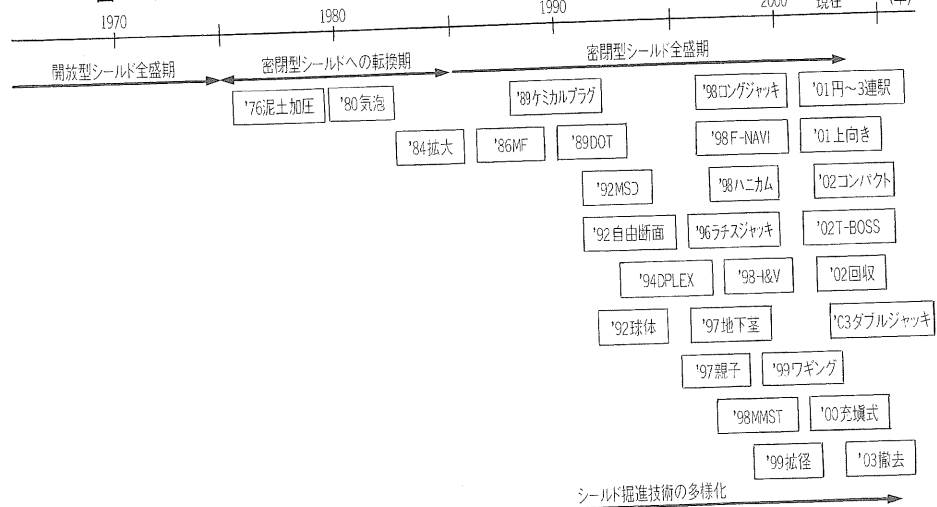 1970 1980 1990 2000 現在 (年)
開放型シールド全盛期 密閉型シールドへの転換期 密閉型シールド全盛期
'76泥土加圧 '80気泡 '89ケミカルプラグ '98ロングジャッキ '01円～3連駅
'84拡大 '86MF '89DOT '98F-NAVI '01上向き
'92MSD '98ハニカム '02コンパクト
'92自由断面 '96ラチスジャッキ '02T-BOSS
'94DPLEX '98H&V '02回収
'92球体 '97地下茎 '03ダブルジャッキ
'97親子 '99ワギング
'98MMST '00充填式
'99拡径 '03撤去
シールド掘進技術の多様化